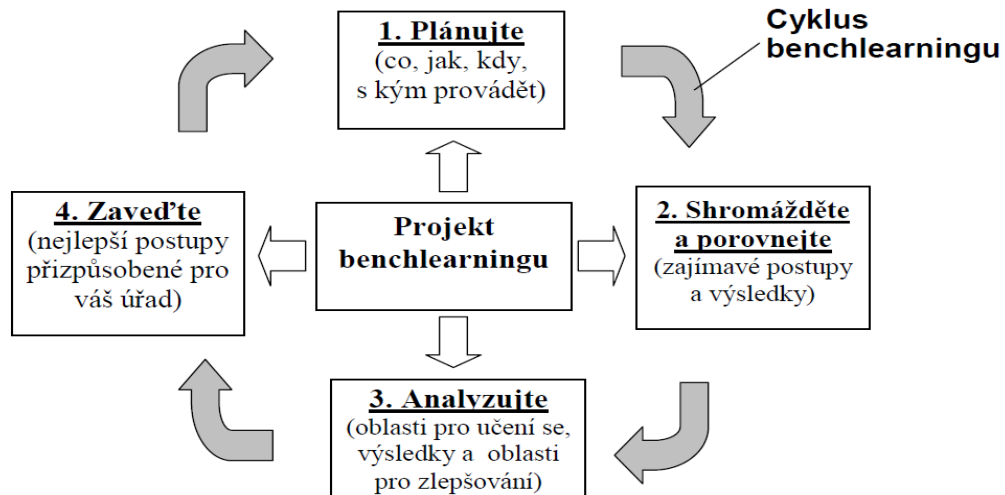 1. Plánujte
(co, jak, kdy,
s kým provádět)
Cyklus
benchlearningu
4. Zaveďte
(nejlepší postupy
přizpůsobené pro
váš úřad)
Projekt
benchlearningu
2. Shromážděte
a porovnejte
(zajímavé postupy
a výsledky)
3. Analyzujte
(oblasti pro učení se,
výsledky a oblasti
pro zlepšování)